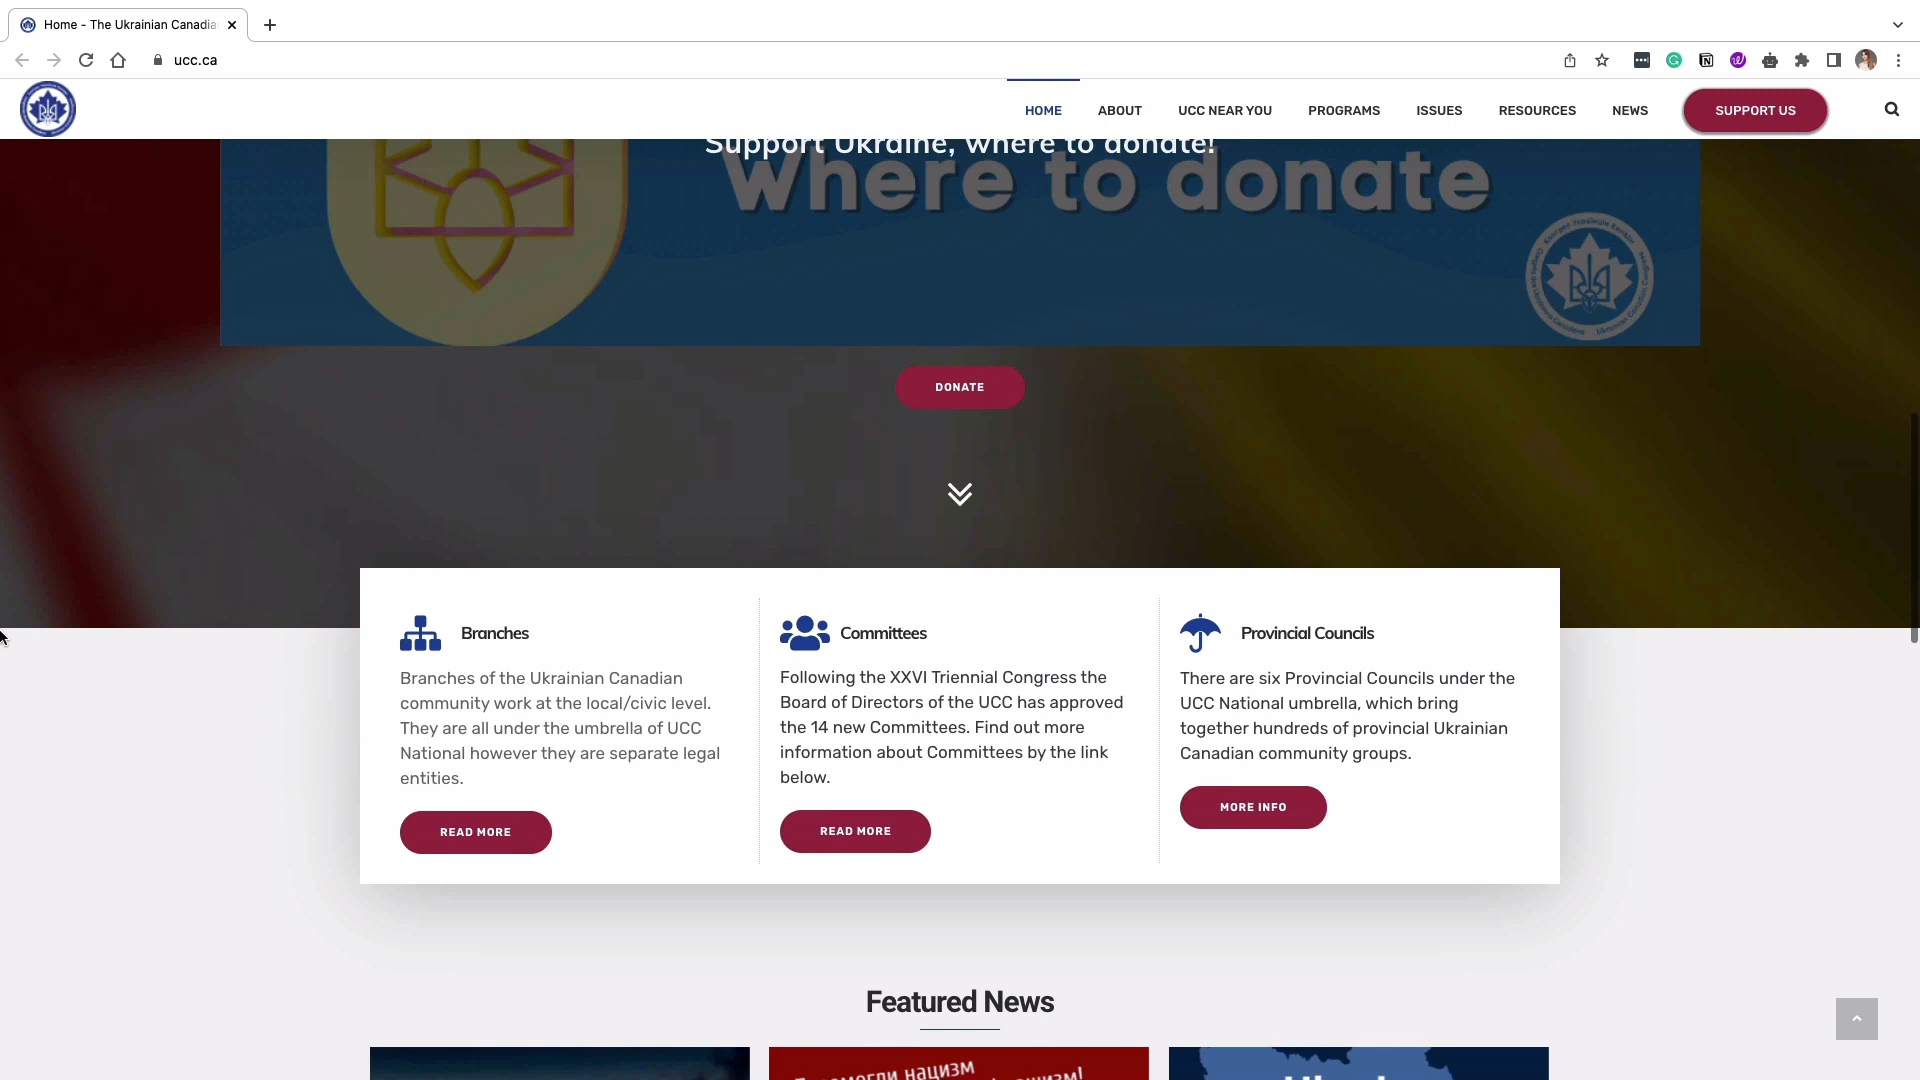 Home - The Ukrainian Canadia
ucc.ca
HOME
ABOUT
UCC NEAR YOU
PROGRAMS
ISSUES
RESOURCES
NEWS
SUPPORT US
Support Ukraine, where to donate!
Where to donate
DONATE
Branches
Branches of the Ukrainian Canadian
community work at the local/civic level.
They are all under the umbrella of UCC
National however they are separate legal
entities.
READ MORE
Committees
Following the XXVI Triennial Congress the
Board of Directors of the UCC has approved
the 14 new Committees. Find out more
information about Committees by the link
below.
READ MORE
Provincial Councils
There are six Provincial Councils under the
UCC National umbrella, which bring
together hundreds of provincial Ukrainian
Canadian community groups.
MORE INFO
Featured News
нацизм